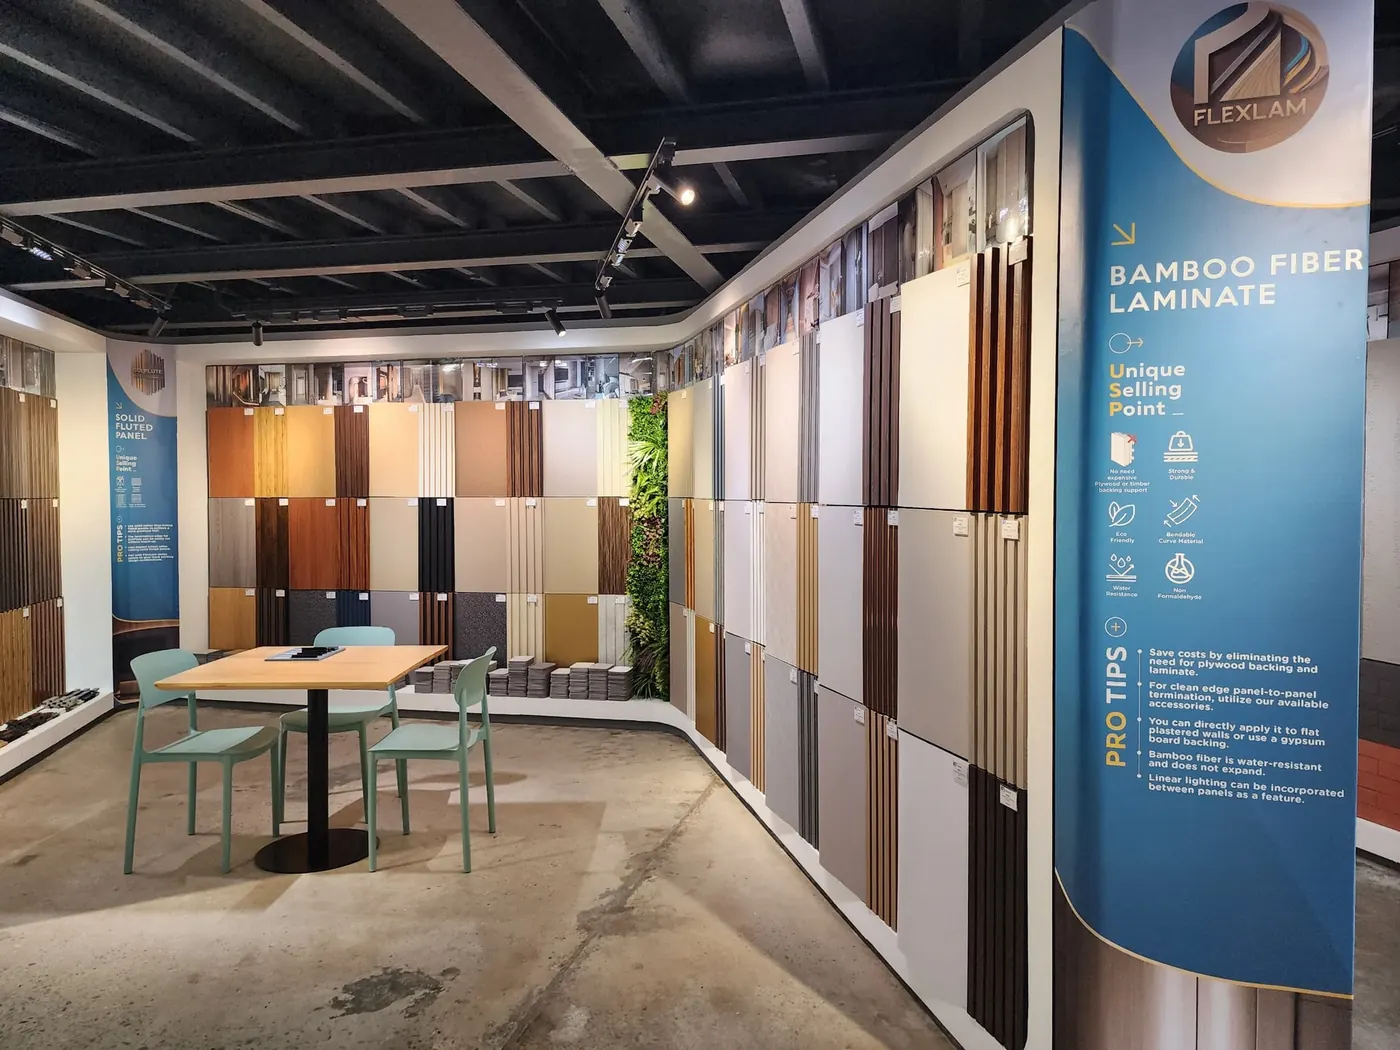 FLEXLAM
BAMBOO FIBER
LAMINATE
Unique
Selling
Point _
No need
expensive
Plywood or timber
backing support
Strong &
Durable
Eco
Friendly
Bendable
Curve Material
Water
Resistance
Non
Formaldehyde
PRO TIPS
Save costs by eliminating the
need for plywood backing and
laminate.
For clean edge panel-to-panel
termination, utilize our available
accessories.
You can directly apply it to flat
plastered walls or use a gypsum
board backing.
Bamboo fiber is water-resistant
and does not expand.
Linear lighting can be incorporated
between panels as a feature.
SOLID
FLUTED
PANEL
Unique
Selling
Point _
PRO TIPS